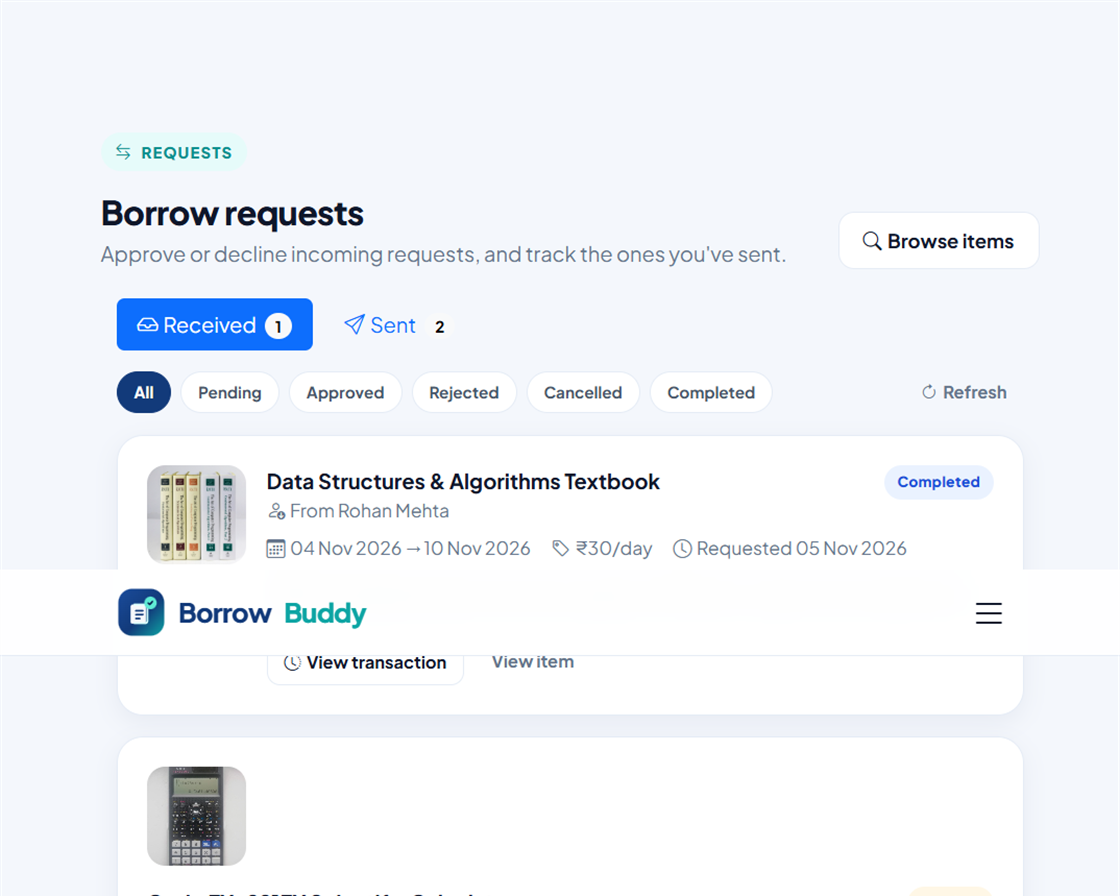 REQUESTS
Borrow requests
Approve or decline incoming requests, and track the ones you've sent.
Browse items
Received 1
Sent 2
All
Pending
Approved
Rejected
Cancelled
Completed
Refresh
Data Structures & Algorithms Textbook
Completed
From Rohan Mehta
04 Nov 2026 → 10 Nov 2026
₹30/day
Requested 05 Nov 2026
Borrow Buddy
View transaction
View item